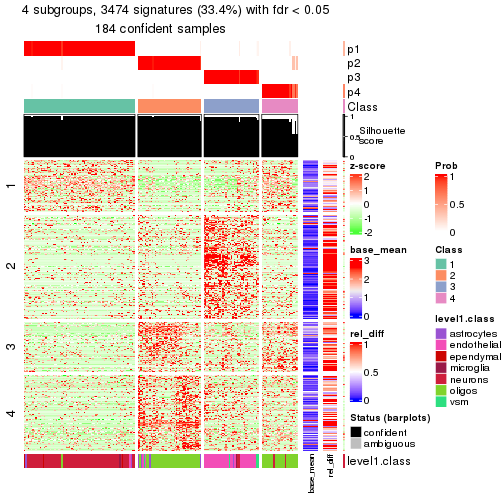 4 subgroups, 3474 signatures (33.4%) with fdr < 0.05
184 confident samples
p1
p2
p3
p4
Class
1
0.5
0
Silhouette
score
1
2
3
4
z-score
2
1
0
-1
-2
base_mean
3
2
1
0
rel_diff
1
0.5
0
Status (barplots)
confident
ambiguous
Prob
1
0.5
0
Class
1
2
3
4
level1.class
astrocytes
endothelial
ependymal
microglia
neurons
oligos
vsm
level1.class
base_mean
rel_diff